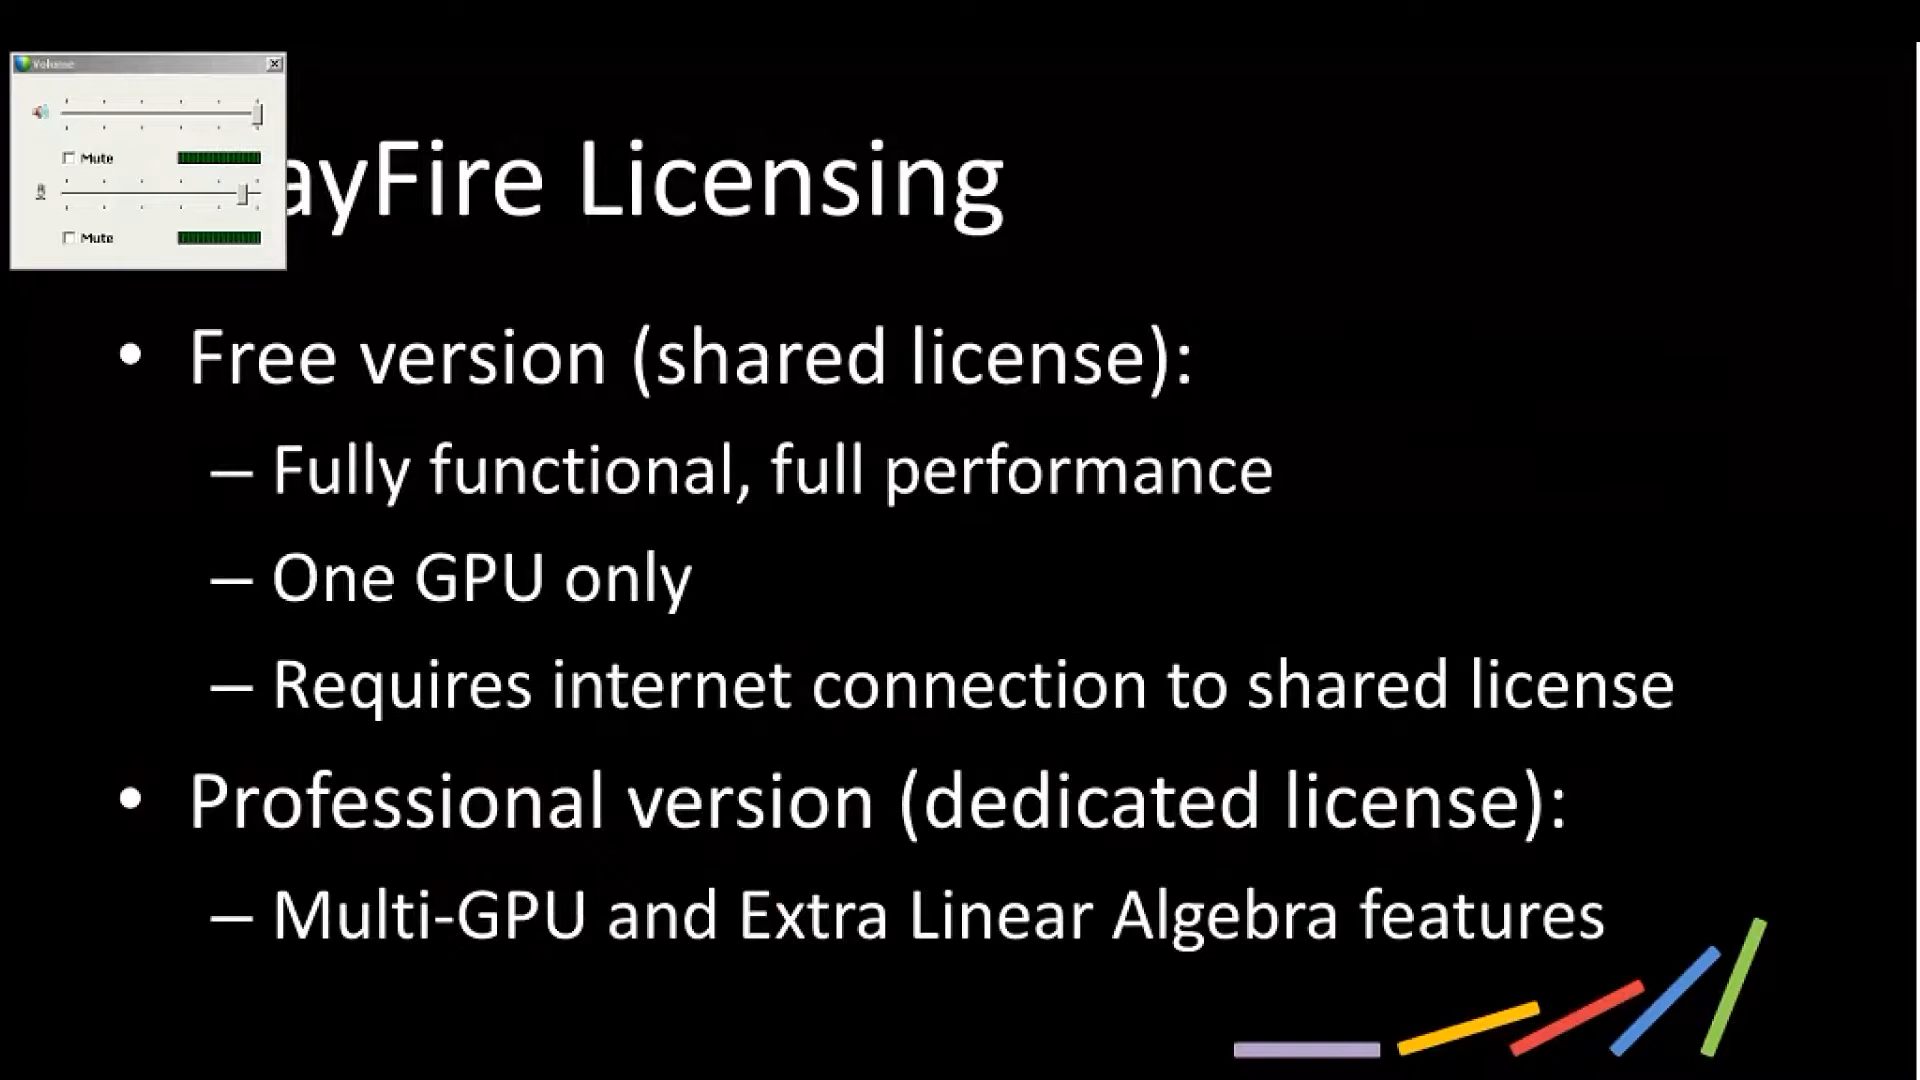 Volume
Mute
Mute
ayFire Licensing
• Free version (shared license):
– Fully functional, full performance
– One GPU only
– Requires internet connection to shared license
• Professional version (dedicated license):
– Multi-GPU and Extra Linear Algebra features